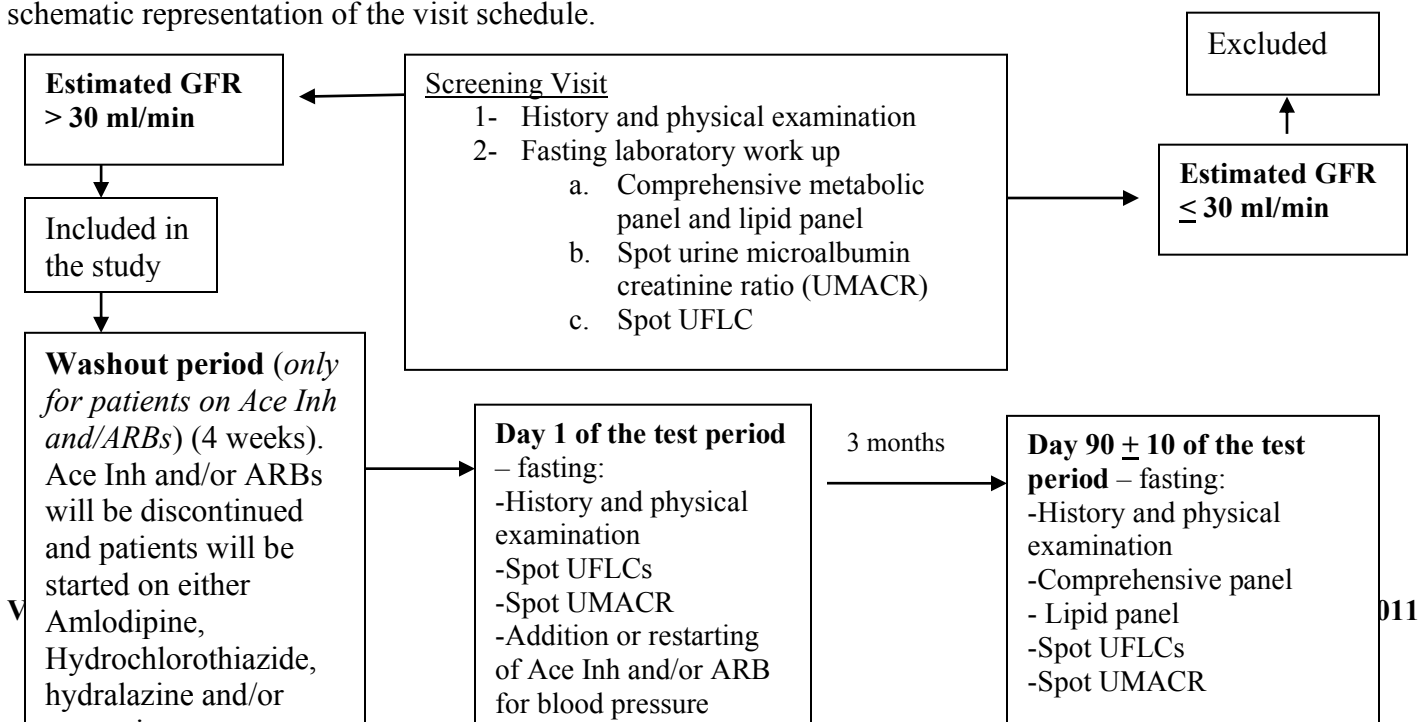 schematic representation of the visit schedule.
Excluded
Estimated GFR
> 30 ml/min
Screening Visit
1- History and physical examination
2- Fasting laboratory work up
a. Comprehensive metabolic
panel and lipid panel
b. Spot urine microalbumin
creatinine ratio (UMACR)
c. Spot UFLC
Estimated GFR
≤ 30 ml/min
Included in
the study
Washout period (only
for patients on Ace Inh
and/ARBs) (4 weeks).
Ace Inh and/or ARBs
will be discontinued
and patients will be
started on either
Amlodipine,
Hydrochlorothiazide,
hydralazine and/or
Day 1 of the test period
– fasting:
-History and physical
examination
-Spot UFLCs
-Spot UMACR
-Addition or restarting
of Ace Inh and/or ARB
for blood pressure
3 months
Day 90 ± 10 of the test
period – fasting:
-History and physical
examination
-Comprehensive panel
- Lipid panel
-Spot UFLCs
-Spot UMACR
V
011